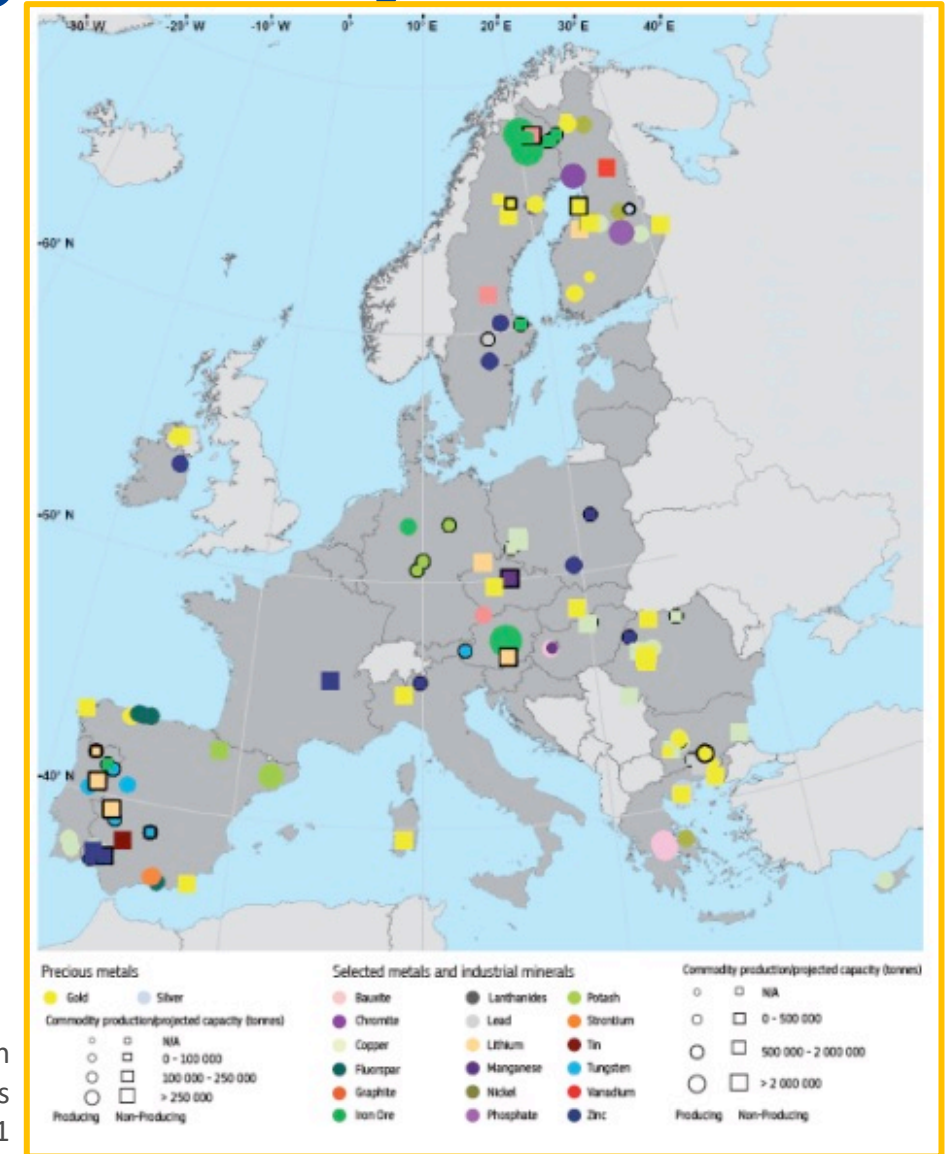 -30° W -20° W -10° W 0° 10° E 20° E 30° E 40° E
60° N
50° N
40° N
Precious metals
Gold Silver
Commodity production/projected capacity (tonnes)
N/A
0 - 100 000
100 000 - 250 000
> 250 000
Producing Non-Producing
Selected metals and industrial minerals
Bauxite Lanthanides Potash
Chromite Lead Strontium
Copper Lithium Tin
Fluorspar Manganese Tungsten
Graphite Nickel Vanadium
Iron Ore Phosphate Zinc
Commodity production/projected capacity (tonnes)
N/A
0 - 500 000
500 000 - 2 000 000
> 2 000 000
Producing Non-Producing
n
s
1